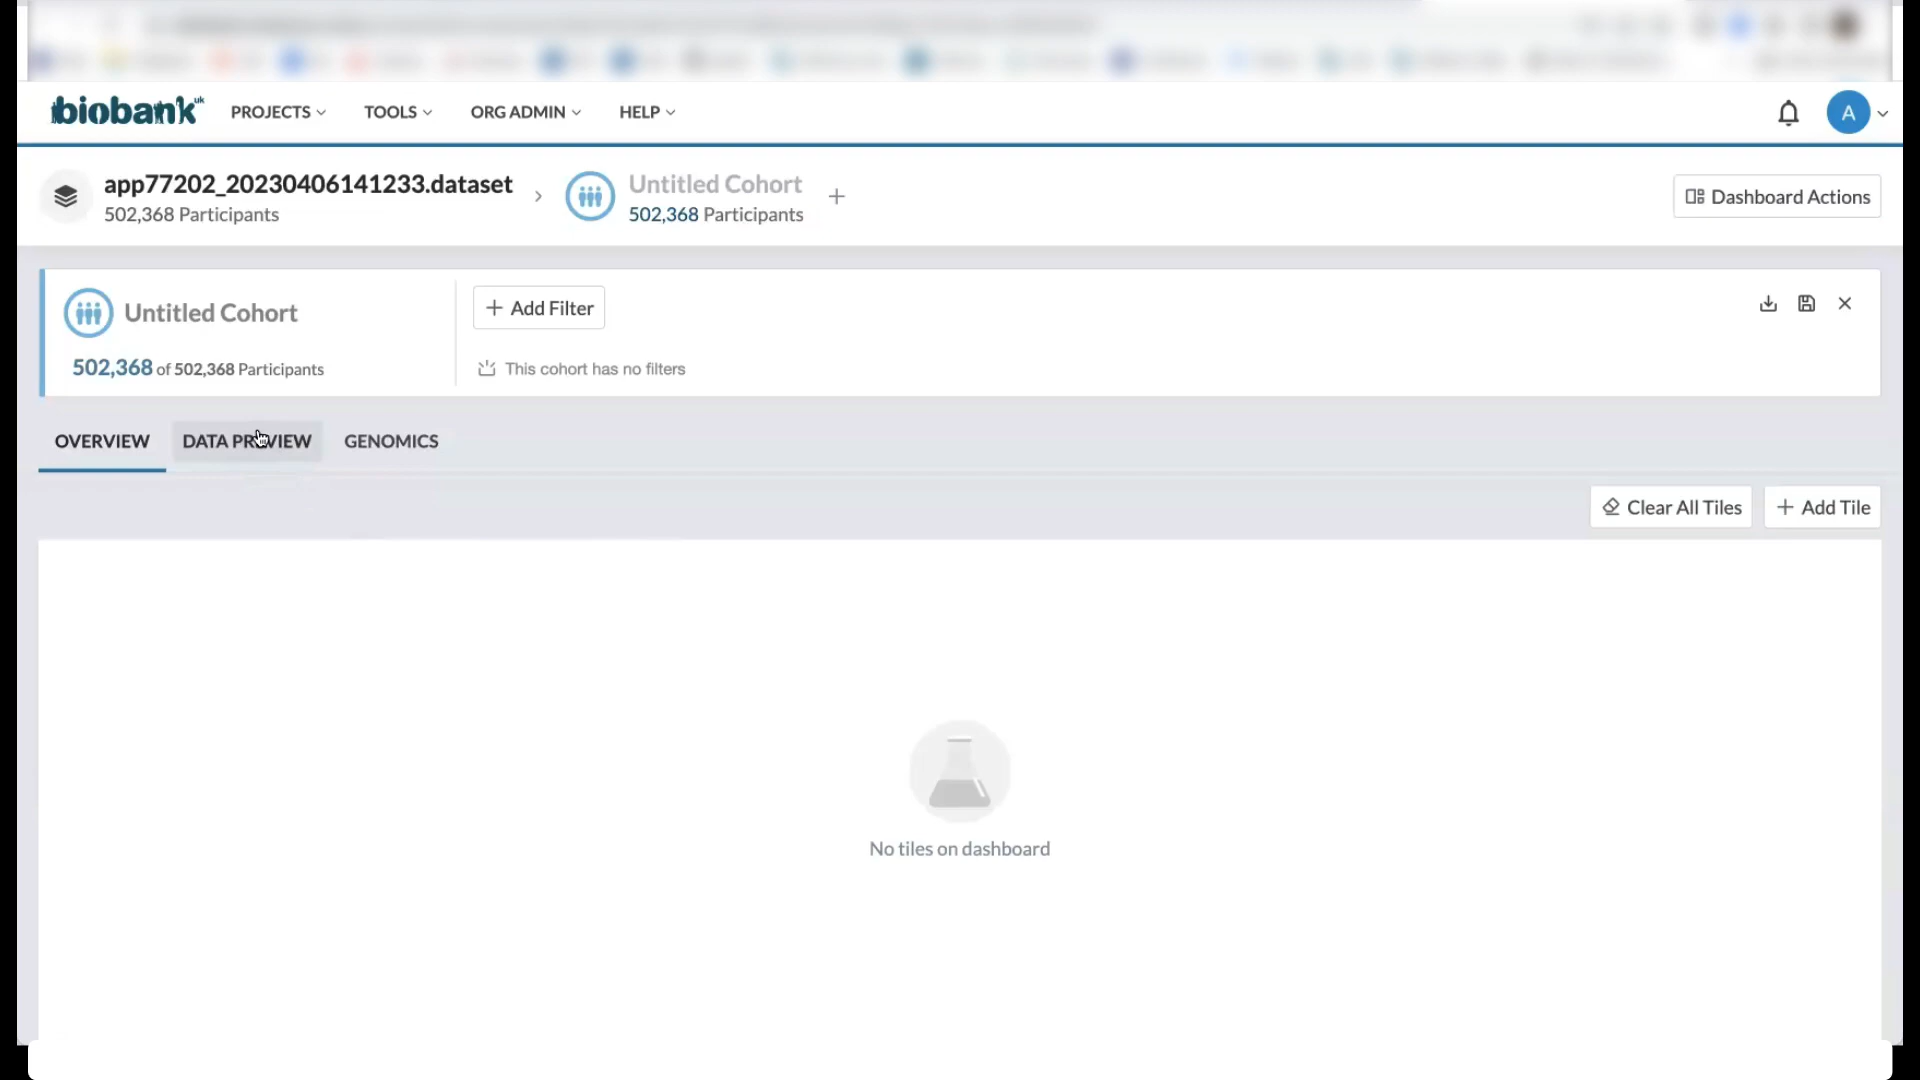 biobank uk PROJECTS TOOLS ORG ADMIN HELP A
app77202_20230406141233.dataset
502,368 Participants
Untitled Cohort
502,368 Participants
Dashboard Actions
Untitled Cohort
502,368 of 502,368 Participants
+ Add Filter
This cohort has no filters
OVERVIEW DATA PREVIEW GENOMICS
Clear All Tiles + Add Tile
No tiles on dashboard